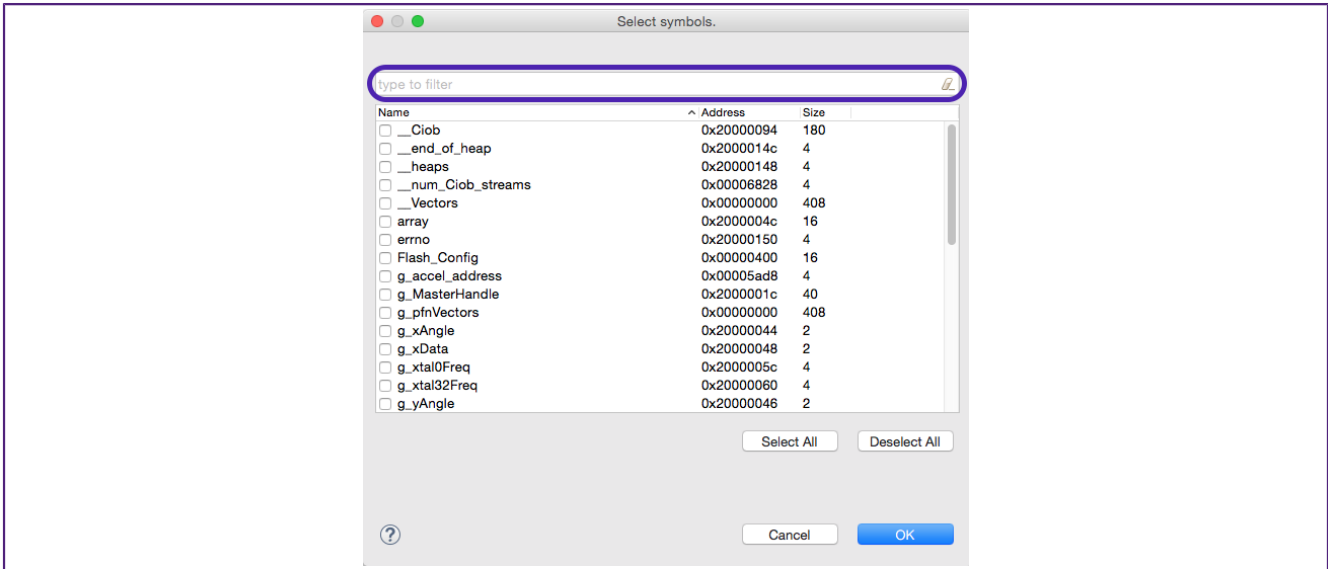 Select symbols.
type to filter
Name Address Size
__Ciob 0x20000094 180
__end_of_heap 0x2000014c 4
__heaps 0x20000148 4
__num_Ciob_streams 0x00006828 4
__Vectors 0x00000000 408
array 0x2000004c 16
errno 0x20000150 4
Flash_Config 0x00000400 16
g_accel_address 0x00005ad8 4
g_MasterHandle 0x2000001c 40
g_pfnVectors 0x00000000 408
g_xAngle 0x20000044 2
g_xData 0x20000048 2
g_xtal0Freq 0x2000005c 4
g_xtal32Freq 0x20000060 4
g_yAngle 0x20000046 2
Select All Deselect All
? Cancel OK